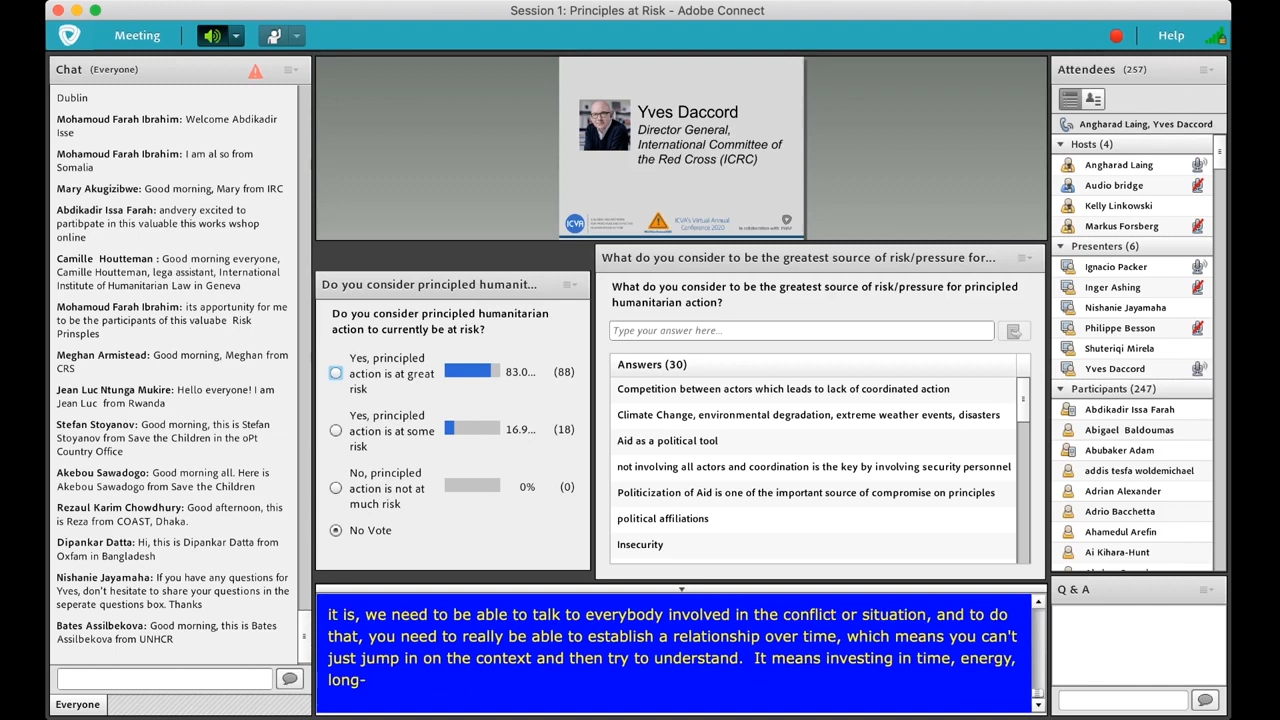 Session 1: Principles at Risk - Adobe Connect
Meeting
Help
Chat (Everyone)
Dublin
Mohamoud Farah Ibrahim: Welcome Abdikadir
Isse
Mohamoud Farah Ibrahim: I am al so from
Somalia
Mary Akugizibwe: Good morning, Mary from IRC
Abdikadir Issa Farah: andvery excited to
partibpate in this valuable this works wshop
online
Camille Houtteman : Good morning everyone,
Camille Houtteman, lega assistant, International
Institute of Humanitarian Law in Geneva
Mohamoud Farah Ibrahim: its apportunity for me
to be the participants of this valuabe Risk
Prinsples
Meghan Armistead: Good morning, Meghan from
CRS
Jean Luc Ntunga Mukire: Hello everyone! I am
Jean Luc from Rwanda
Stefan Stoyanov: Good morning, this is Stefan
Stoyanov from Save the Children in the oPt
Country Office
Akebou Sawadogo: Good morning all. Here is
Akebou Sawadogo from Save the Children
Rezaul Karim Chowdhury: Good afternoon, this
is Reza from COAST, Dhaka.
Dipankar Datta: Hi, this is Dipankar Datta from
Oxfam in Bangladesh
Nishanie Jayamaha: If you have any questions for
Yves, don't hesitate to share your questions in the
seperate questions box. Thanks
Bates Assilbekova: Good morning, this is Bates
Assilbekova from UNHCR
Everyone
Yves Daccord
Director General,
International Committee of
the Red Cross (ICRC)
ICVA
ICVA's Virtual Annual
Conference 2020
Do you consider principled humanit...
Do you consider principled humanitarian
action to currently be at risk?
Yes, principled
action is at great
risk
83.0... (88)
Yes, principled
action is at some
risk
16.9... (18)
No, principled
action is not at
much risk
0% (0)
No Vote
What do you consider to be the greatest source of risk/pressure for...
What do you consider to be the greatest source of risk/pressure for principled
humanitarian action?
Type your answer here...
Answers (30)
Competition between actors which leads to lack of coordinated action
Climate Change, environmental degradation, extreme weather events, disasters
Aid as a political tool
not involving all actors and coordination is the key by involving security personnel
Politicization of Aid is one of the important source of compromise on principles
political affiliations
Insecurity
it is, we need to be able to talk to everybody involved in the conflict or situation, and to do
that, you need to really be able to establish a relationship over time, which means you can't
just jump in on the context and then try to understand. It means investing in time, energy,
long-
Attendees (257)
Angharad Laing, Yves Daccord
Hosts (4)
Angharad Laing
Audio bridge
Kelly Linkowski
Markus Forsberg
Presenters (6)
Ignacio Packer
Inger Ashing
Nishanie Jayamaha
Philippe Besson
Shuteriqi Mirela
Yves Daccord
Participants (247)
Abdikadir Issa Farah
Abigael Baldoumas
Abubaker Adam
addis tesfa woldemichael
Adrian Alexander
Adrio Bacchetta
Ahamedul Arefin
Ai Kihara-Hunt
Q & A